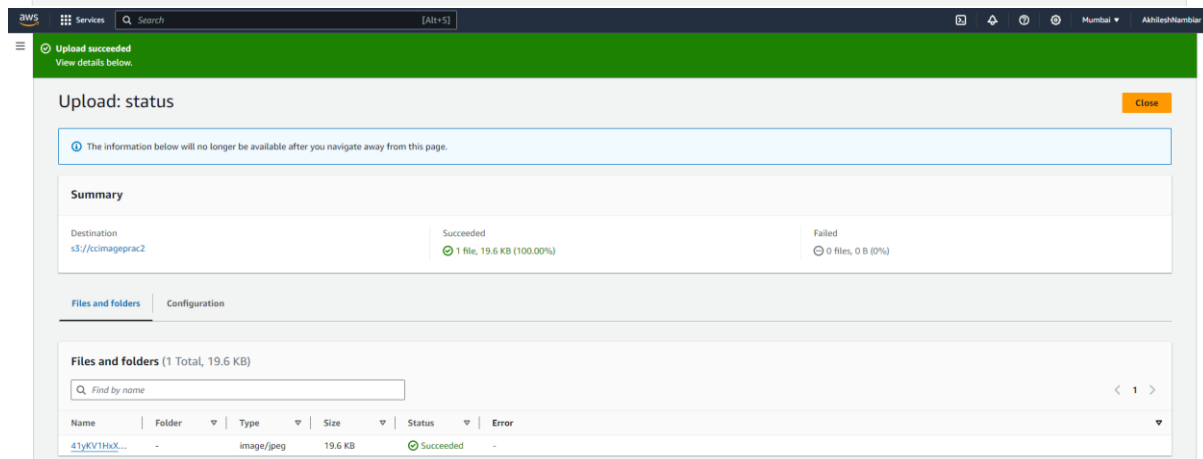 aws Services Search [Alt+S] Mumbai AkhileshNambiar
Upload succeeded
View details below.
Upload: status
Close
The information below will no longer be available after you navigate away from this page.
Summary
Destination Succeeded Failed
s3://ccimageprac2 1 file, 19.6 KB (100.00%) 0 files, 0 B (0%)
Files and folders Configuration
Files and folders (1 Total, 19.6 KB)
Find by name
1
Name Folder Type Size Status Error
41yKV1HxX... - image/jpeg 19.6 KB Succeeded -